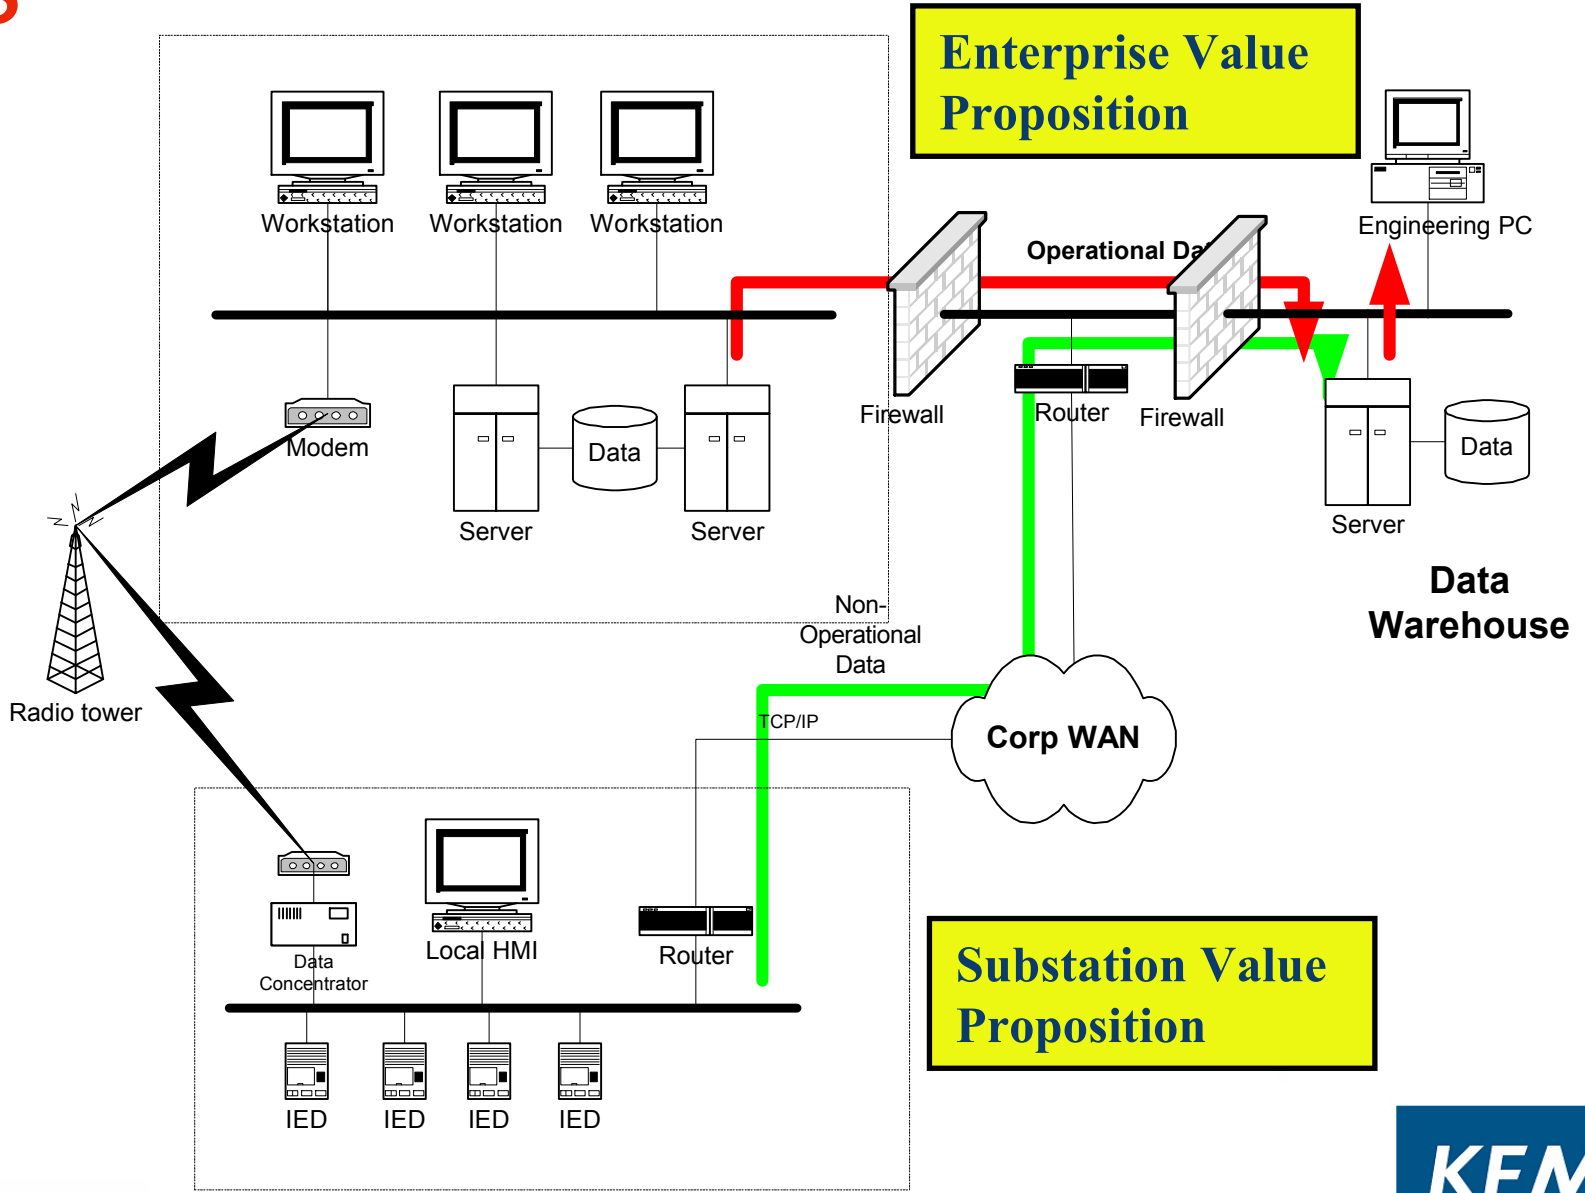 Enterprise Value
Proposition
Workstation
Workstation
Workstation
Engineering PC
Operational
Modem
Data
Server
Server
Firewall
Router
Firewall
Data
Server
Data
Warehouse
Non-
Operational
Data
Radio tower
TCP/IP
Corp WAN
Data
Concentrator
Local HMI
Router
Substation Value
Proposition
IED
IED
IED
IED